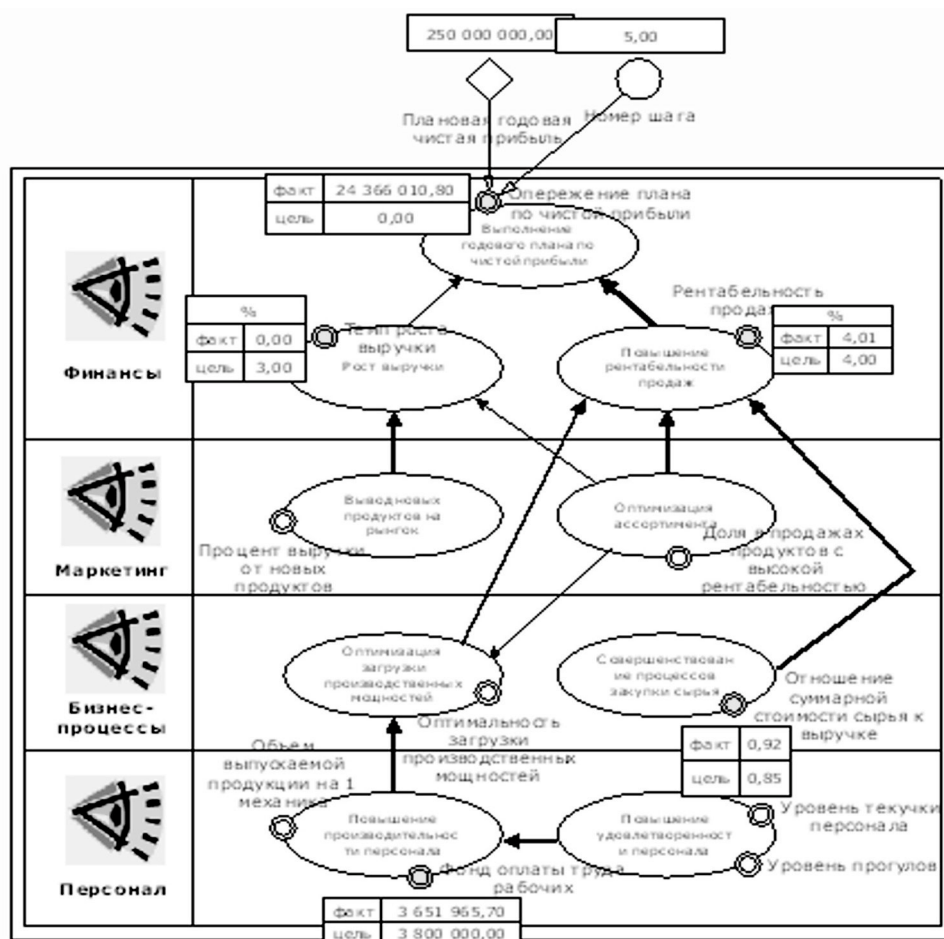 250 000 000,00
5,00
Плановая годовая
чистая прибыль
Номер шага
факт 24 366 010,80
цель 0,00
Опережение плана
по чистой прибыли
Выполнение
годового плана по
чистой прибыли
Финансы
%
факт 0,00
цель 3,00
Темп роста
выручки
Рост выручки
Рентабельность
продаж
Повышение
рентабельности
продаж
%
факт 4,01
цель 4,00
Маркетинг
Вывод новых
продуктов на
рынок
Процент выручки
от новых
продуктов
Оптимизация
ассортимента
Доля в продажах
продуктов с
высокой
рентабельностью
Бизнес-
процессы
Оптимизация
загрузки
производственных
мощностей
Оптимальность
загрузки
производственных
мощностей
Совершенствован
ие процессов
закупки сырья
Отношение
суммарной
стоимости сырья к
выручке
факт 0,92
цель 0,85
Персонал
Объем
выпускаемой
продукции на 1
механика
Повышение
производительнос
ти персонала
Фонд оплаты труда
рабочих
факт 3 651 965,70
цель 3 800 000,00
Повышение
удовлетворенност
и персонала
Уровень текучки
персонала
Уровень прогулов